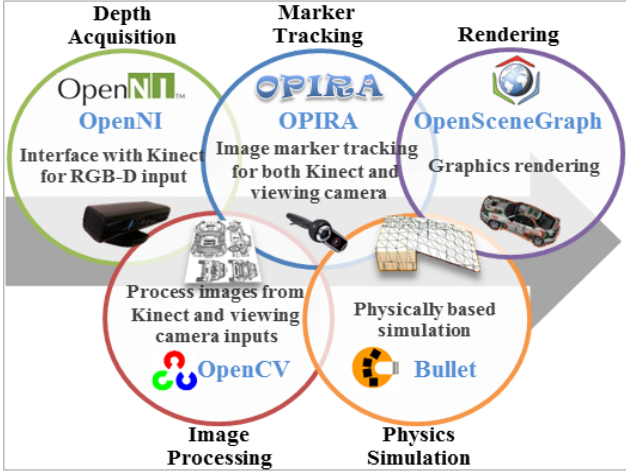 Depth
Acquisition
Marker
Tracking
Rendering
OpenNI™
OpenNI
Interface with Kinect
for RGB-D input
OPIRA
OPIRA
Image marker tracking
for both Kinect and
viewing camera
OpenSceneGraph
Graphics rendering
Process images from
Kinect and viewing
camera inputs
OpenCV
Physically based
simulation
Bullet
Image
Processing
Physics
Simulation